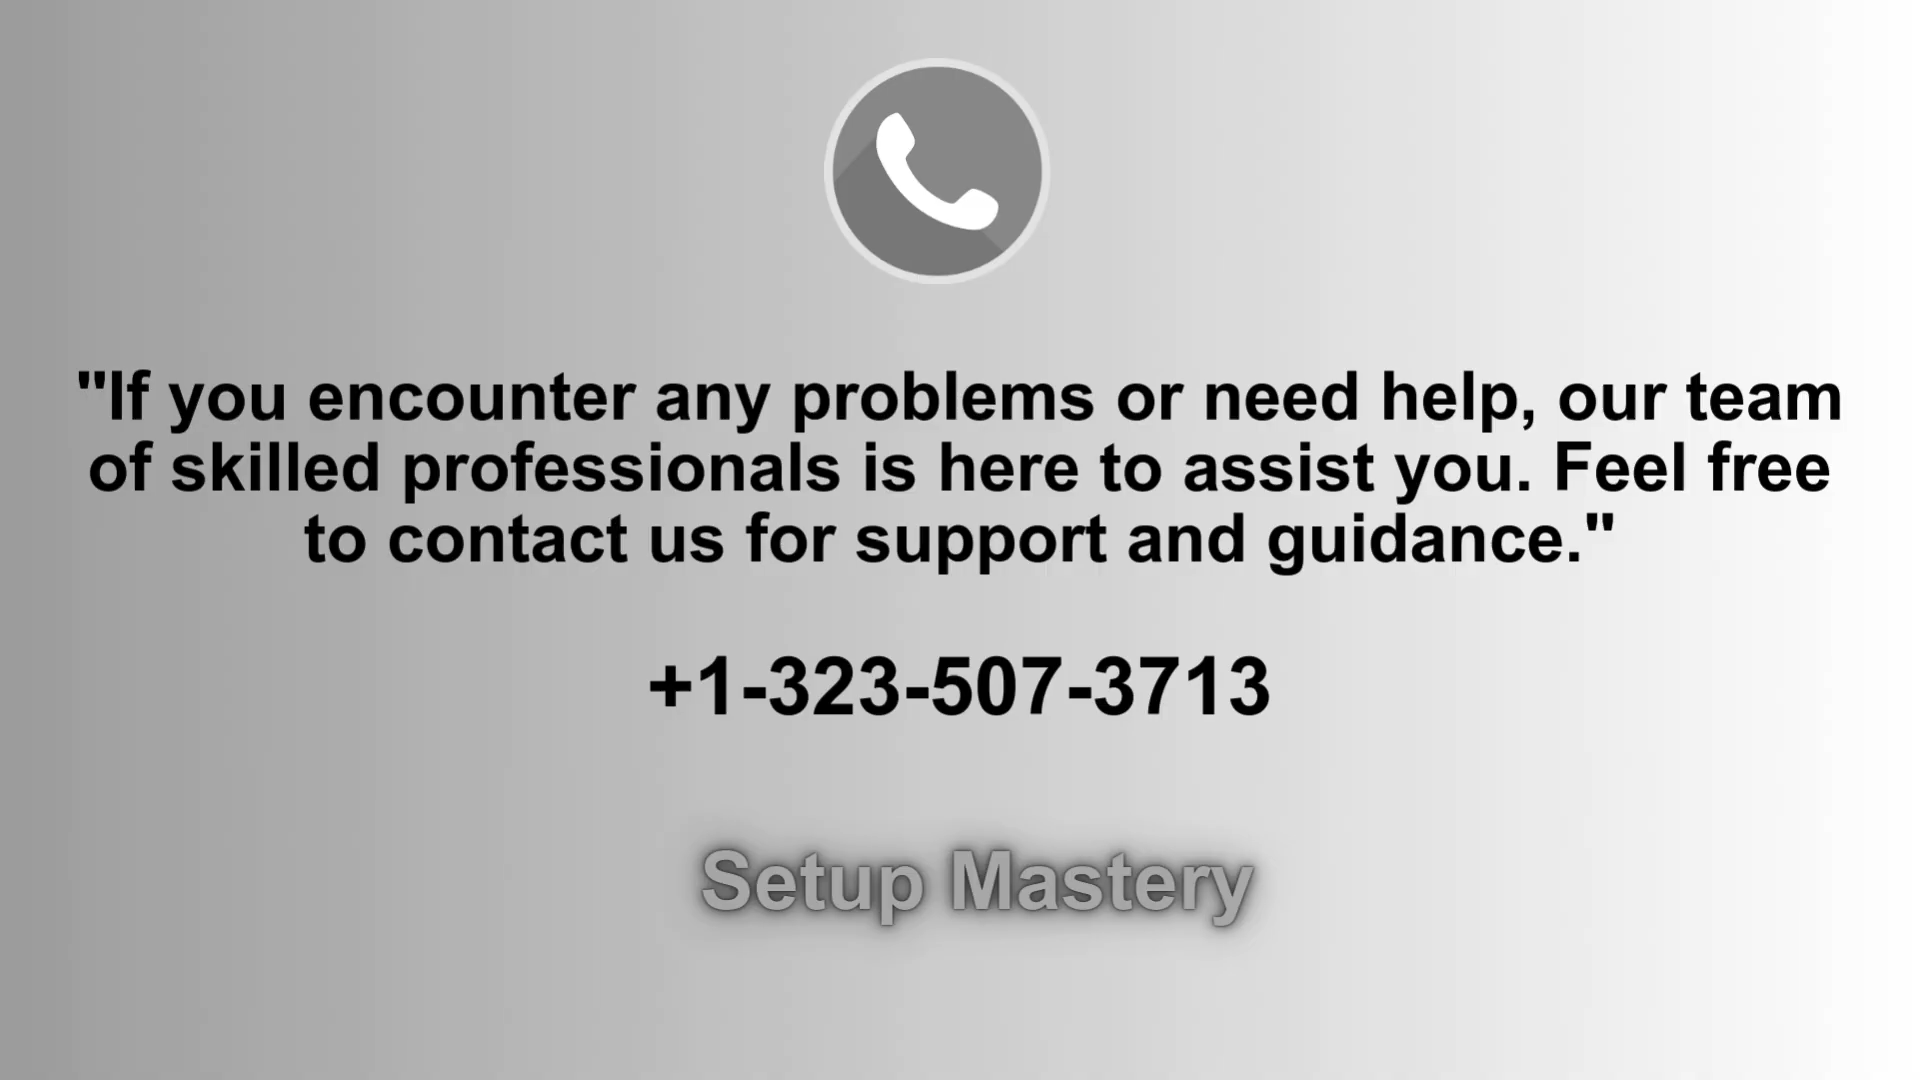 "If you encounter any problems or need help, our team
of skilled professionals is here to assist you. Feel free
to contact us for support and guidance."
+1-323-507-3713
Setup Mastery